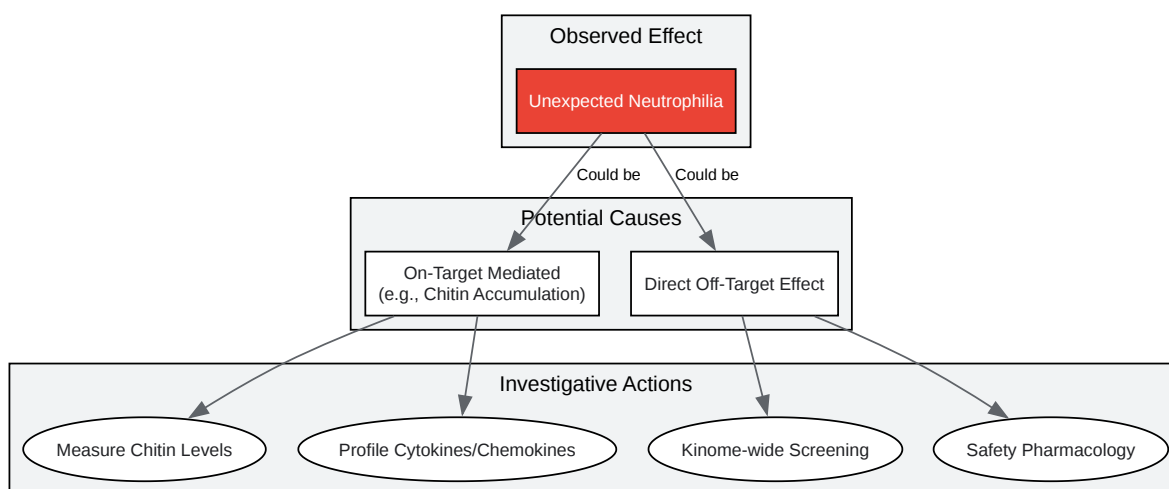 Observed Effect
Unexpected Neutrophilia
Could be
Could be
Potential Causes
On-Target Mediated
(e.g., Chitin Accumulation)
Direct Off-Target Effect
Investigative Actions
Measure Chitin Levels
Profile Cytokines/Chemokines
Kinome-wide Screening
Safety Pharmacology